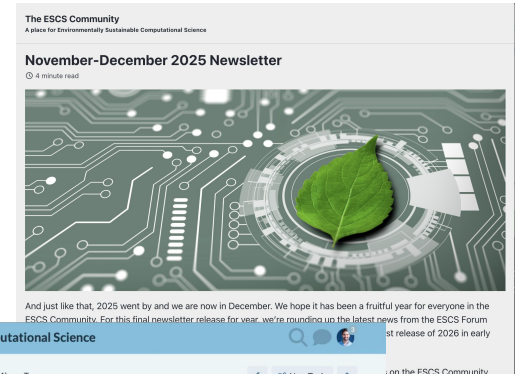 The ESCS Community
A place for Environmentally Sustainable Computational Science
November-December 2025 Newsletter
4 minute read
And just like that, 2025 went by and we are now in December. We hope it has been a fruitful year for everyone in the
ESCS Community. For this final newsletter release for year, we're rounding up the latest news from the ESCS Forum
st release of 2026 in early
utational Science
s on the ESCS Community